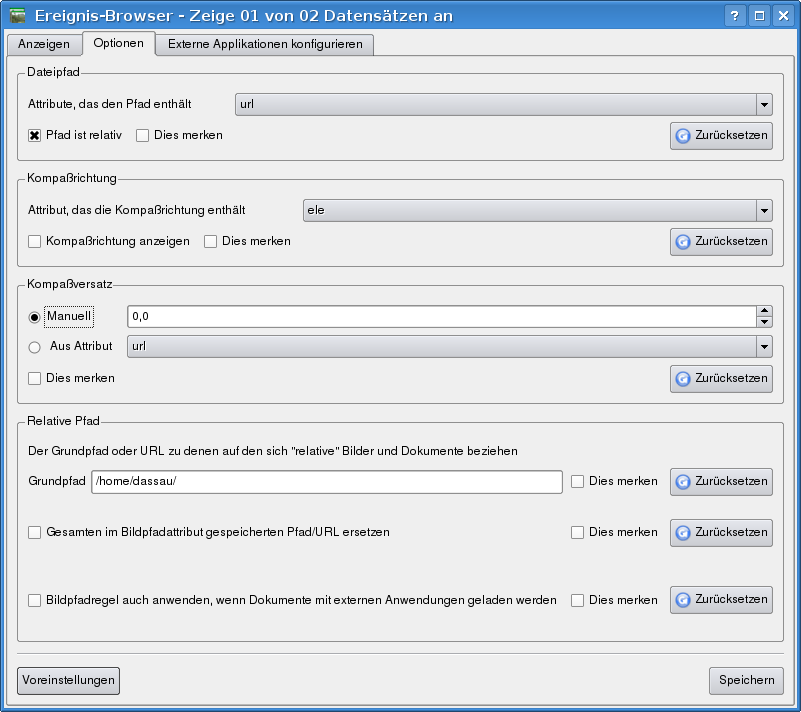 Ereignis-Browser - Zeige 01 von 02 Datensätzen an
Anzeigen Optionen Externe Applikationen konfigurieren
Dateipfad
Attribute, das den Pfad enthält url
Pfad ist relativ Dies merken Zurücksetzen
Kompaßrichtung
Attribut, das die Kompaßrichtung enthält ele
Kompaßrichtung anzeigen Dies merken Zurücksetzen
Kompaßversatz
Manuell 0,0
Aus Attribut url
Dies merken Zurücksetzen
Relative Pfad
Der Grundpfad oder URL zu denen auf den sich "relative" Bilder und Dokumente beziehen
Grundpfad /home/dassau/ Dies merken Zurücksetzen
Gesamten im Bildpfadattribut gespeicherten Pfad/URL ersetzen Dies merken Zurücksetzen
Bildpfadregel auch anwenden, wenn Dokumente mit externen Anwendungen geladen werden Dies merken Zurücksetzen
Voreinstellungen Speichern